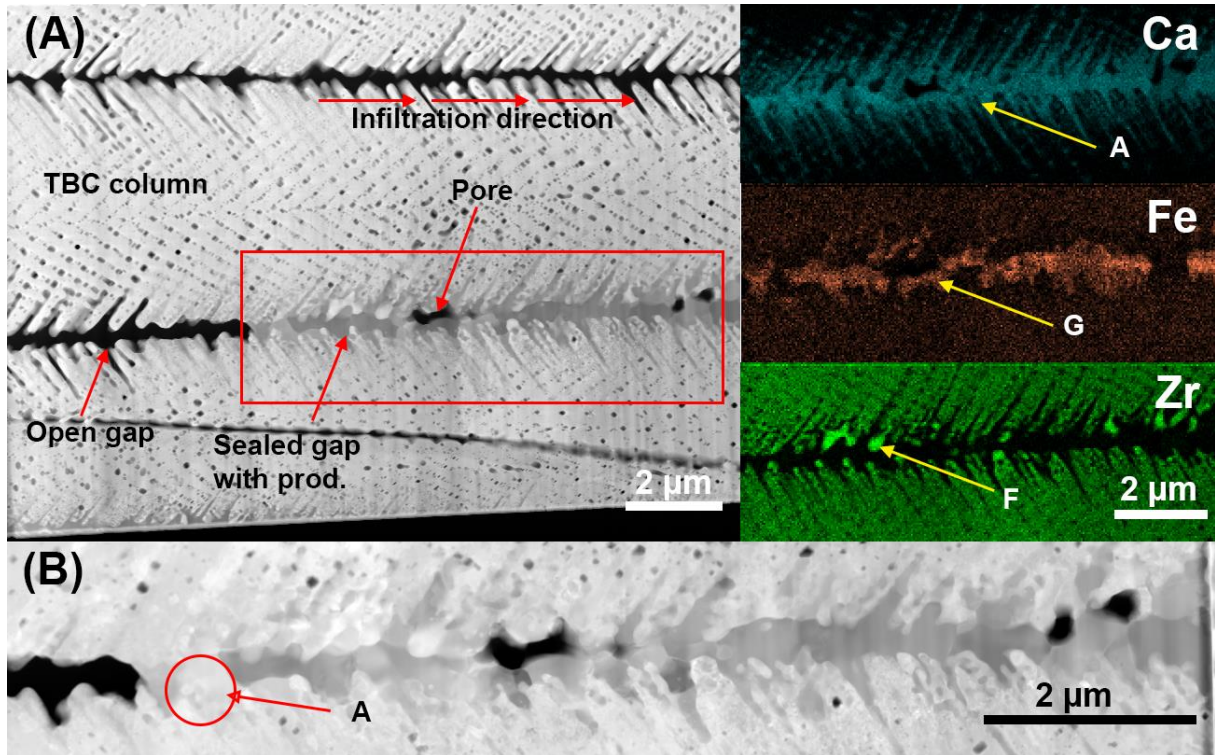 (A)
Infiltration direction
TBC column
Pore
Open gap
Sealed gap
with prod.
2 µm
Ca
A
Fe
G
Zr
F
2 µm
(B)
A
2 µm